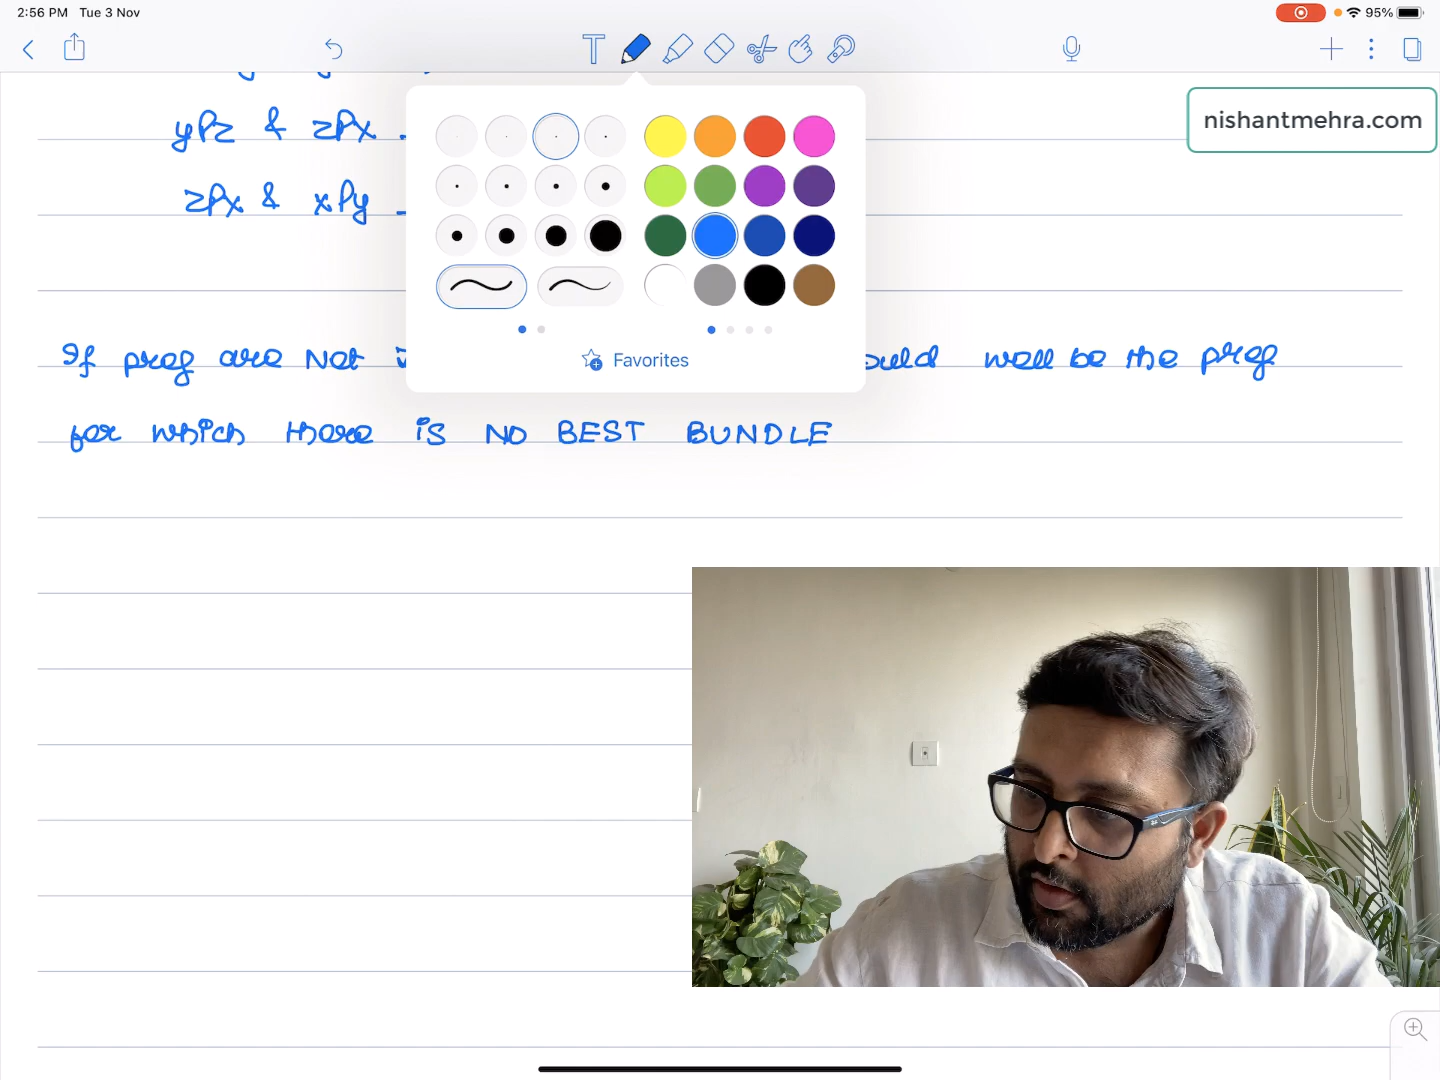 2:56 PM Tue 3 Nov 95%
nishantmehra.com
yPz & zPx
zPx & xPy
Favorites
If pref are Not well be the pref
for which there is NO BEST BUNDLE